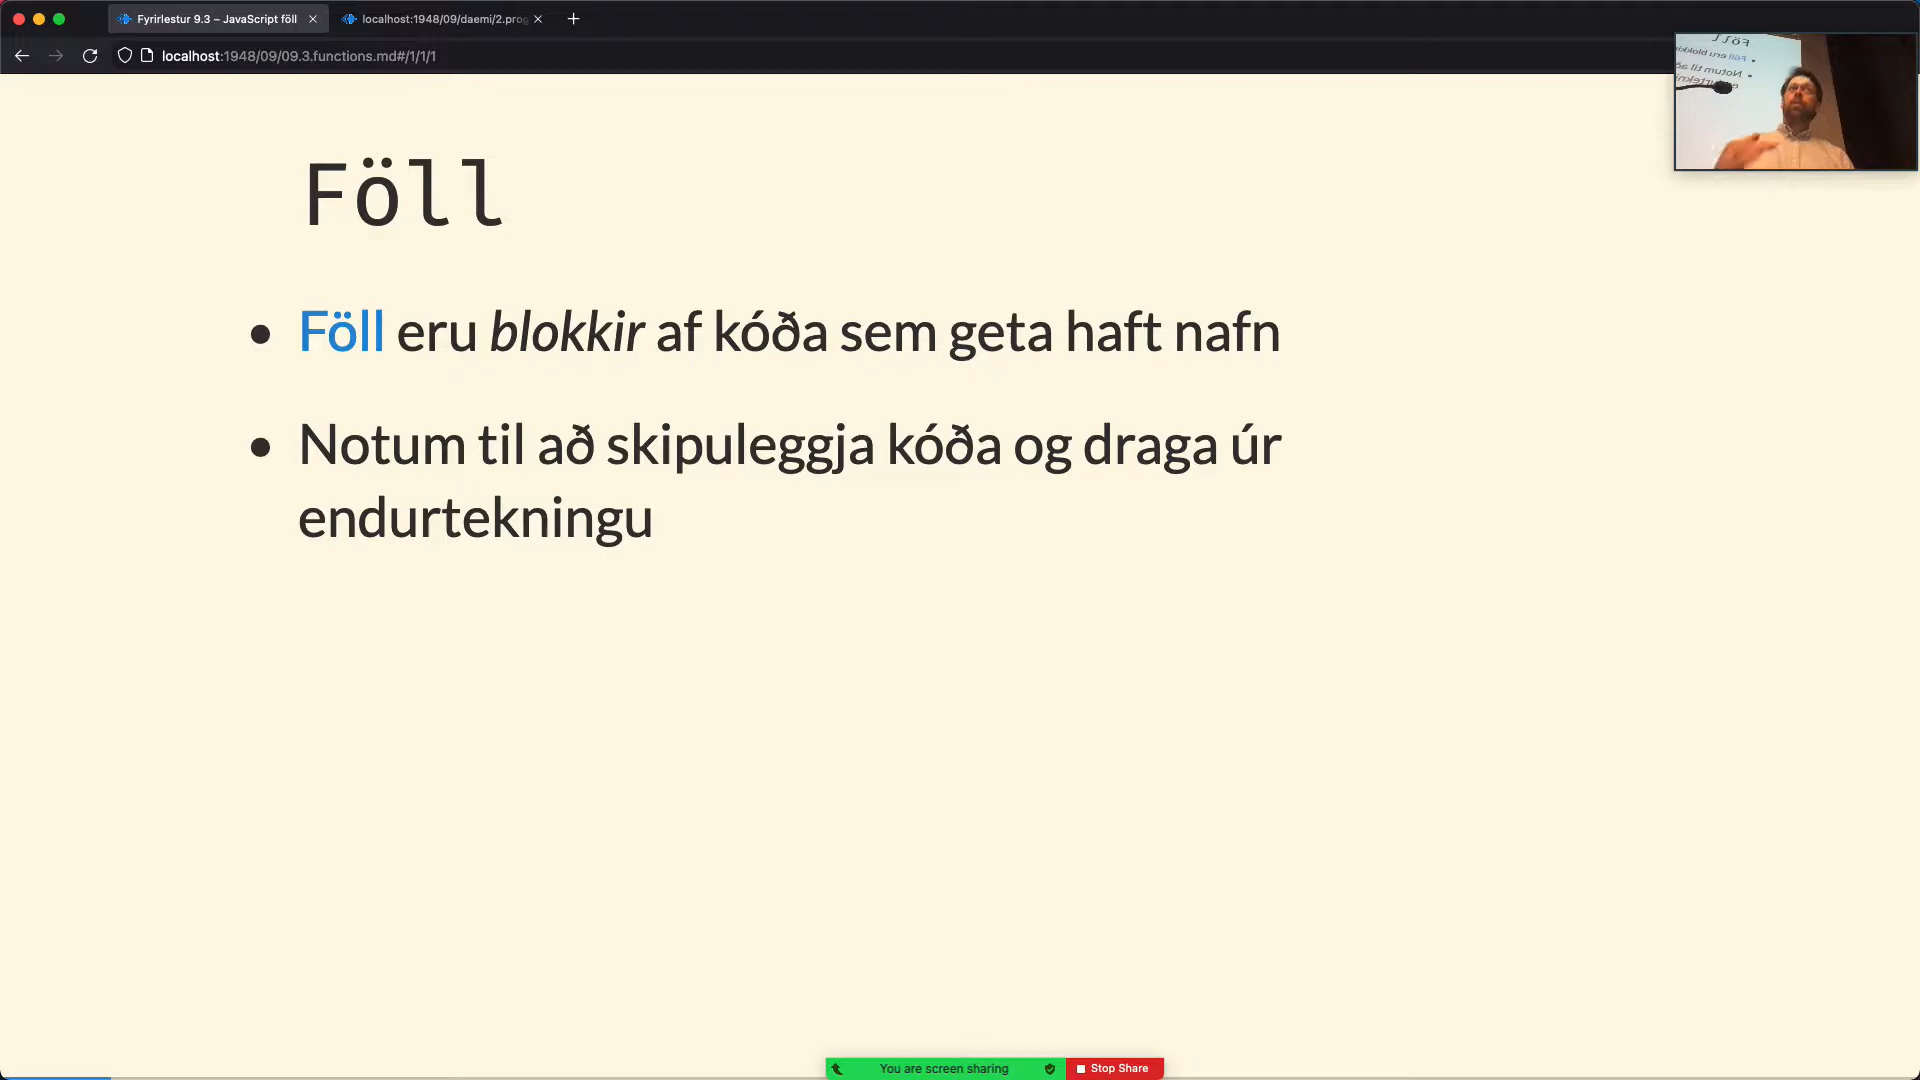 Fyrirlestur 9.3 – JavaScript föll
localhost:1948/09/daemi/2.prog
localhost:1948/09/09.3.functions.md#/1/1/1
Föll
Föll eru blokkir af kóða sem geta haft nafn
Notum til að skipuleggja kóða og draga úr
endurtekningu
You are screen sharing
Stop Share